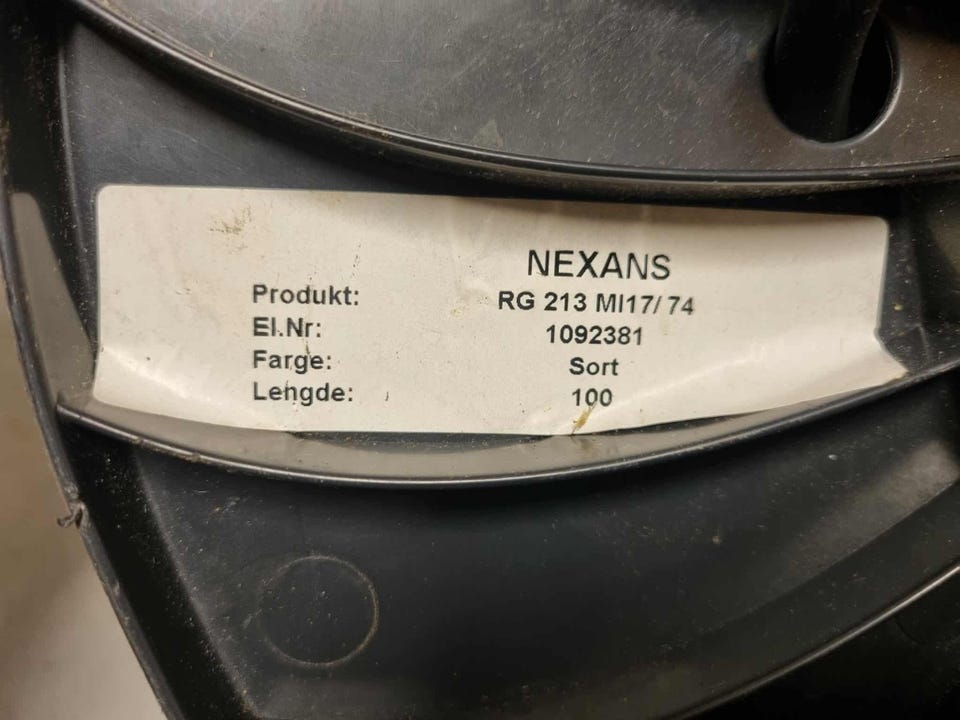 NEXANS
Produkt: RG 213 MI17/ 74
El.Nr: 1092381
Farge: Sort
Lengde: 100